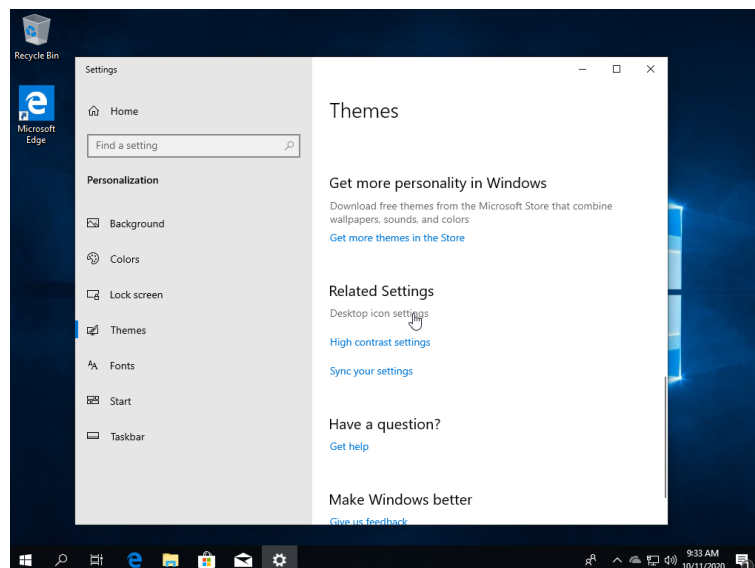 Recycle Bin
Microsoft
Edge
Settings
Home
Find a setting
Personalization
Background
Colors
Lock screen
Themes
Fonts
Start
Taskbar
Themes
Get more personality in Windows
Download free themes from the Microsoft Store that combine
wallpapers, sounds, and colors
Get more themes in the Store
Related Settings
Desktop icon settings
High contrast settings
Sync your settings
Have a question?
Get help
Make Windows better
Give us feedback
9:33 AM
10/11/2020